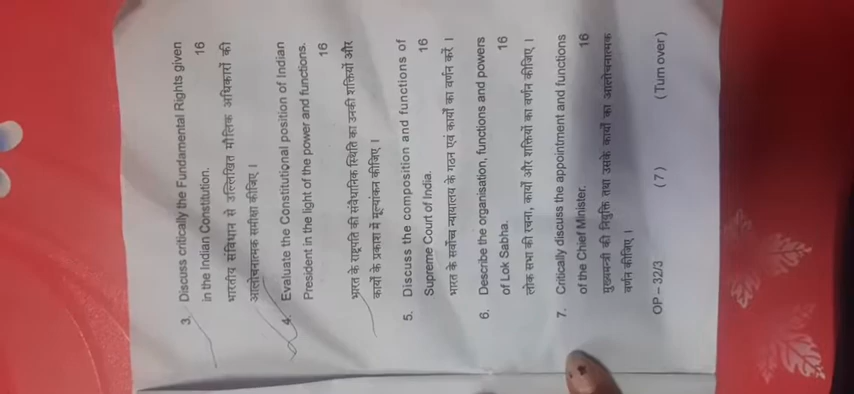 3. Discuss critically the Fundamental Rights given
in the Indian Constitution. 16
भारतीय संविधान से उल्लिखित मौलिक अधिकारों की
आलोचनात्मक समीक्षा कीजिए ।
4. Evaluate the Constitutional position of Indian
President in the light of the power and functions.
16
भारत के राष्ट्रपति की संवैधानिक स्थिति का उनकी शक्तियों और
कार्यों के प्रकाश में मूल्यांकन कीजिए ।
5. Discuss the composition and functions of
Supreme Court of India. 16
भारत के सर्वोच्च न्यायालय के गठन एवं कार्यों का वर्णन करें ।
6. Describe the organisation, functions and powers
of Lok Sabha. 16
लोक सभा की रचना, कार्यों और शक्तियों का वर्णन कीजिए ।
7. Critically discuss the appointment and functions
of the Chief Minister. 16
मुख्यमन्त्री की नियुक्ति तथा उसके कार्यों का आलोचनात्मक
वर्णन कीजिए ।
OP – 32/3 (7) (Turn over)